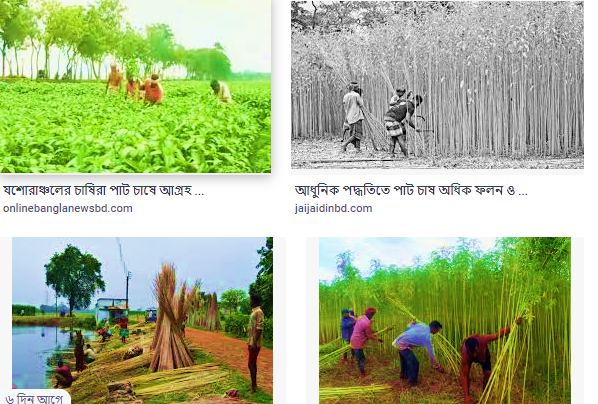 যশোরাঞ্চলের চাষিরা পাট চাষে আগ্রহ ...
onlinebanglanewsbd.com
আধুনিক পদ্ধতিতে পাট চাষ অধিক ফলন ও ...
jaijaidinbd.com
৬ দিন আগে